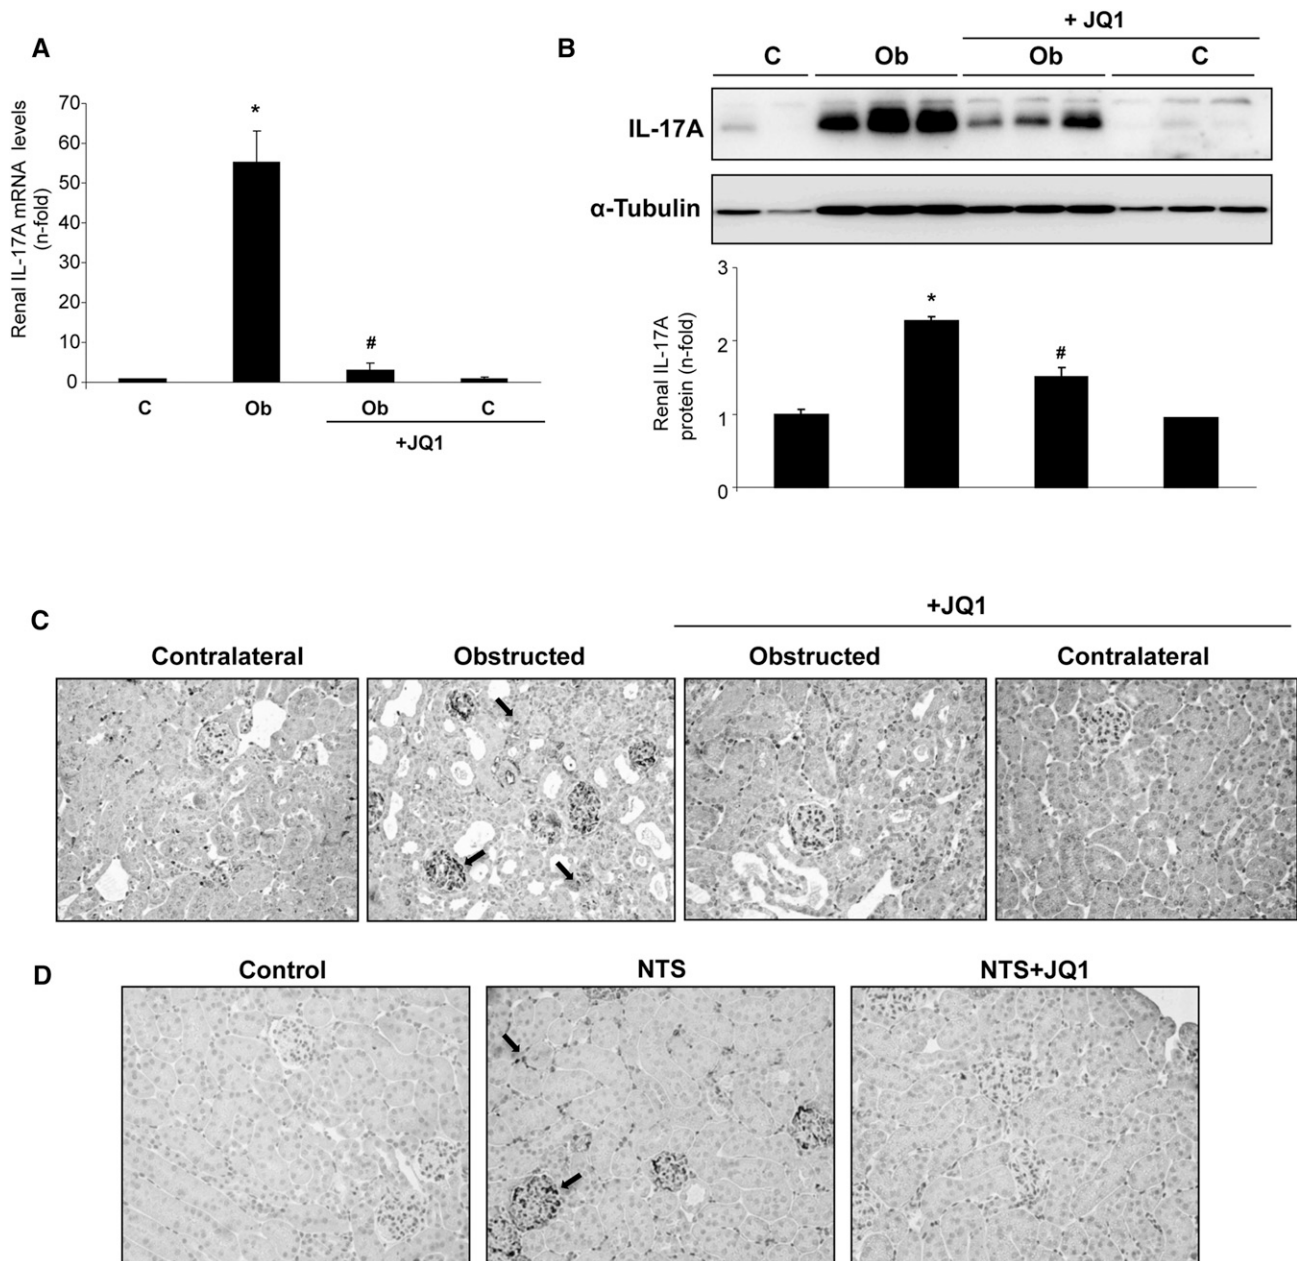 A
Renal IL-17A mRNA levels
(n-fold)
70
60
50
40
30
20
10
0
*
#
C Ob Ob C
+JQ1
B
+ JQ1
C Ob Ob C
IL-17A
α-Tubulin
Renal IL-17A
protein (n-fold)
3
2
1
0
*
#
C
+JQ1
Contralateral Obstructed Obstructed Contralateral
D
Control NTS NTS+JQ1